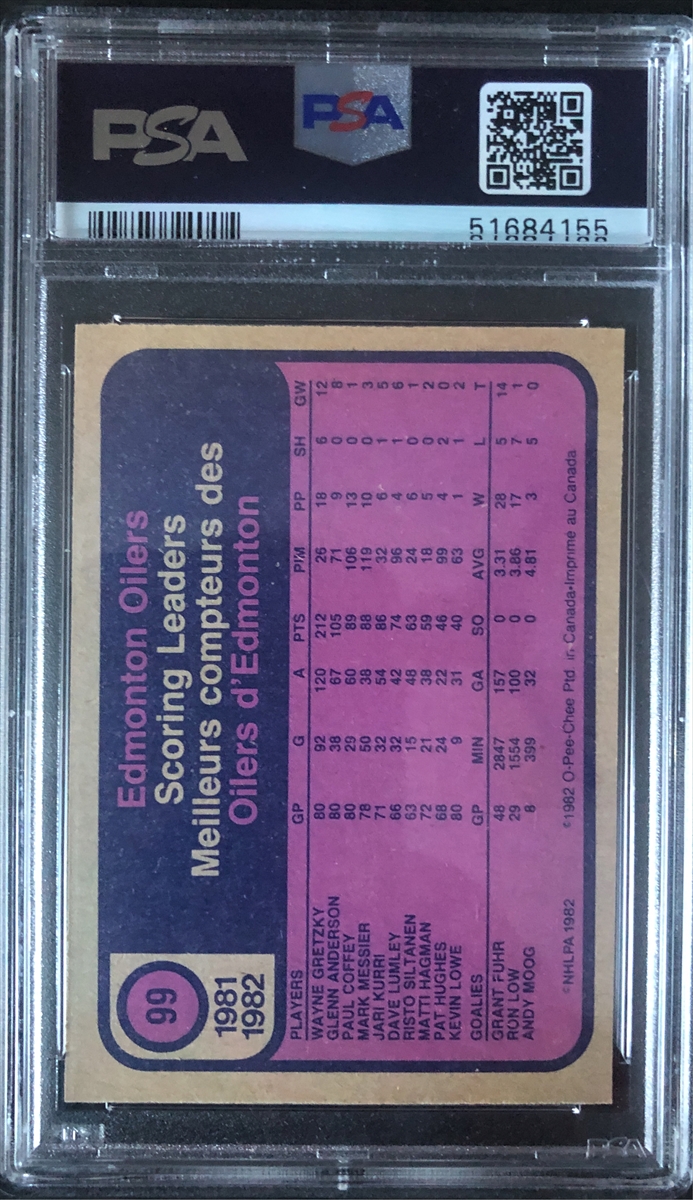 PSA
PSA
51684155
99
1981
1982
Edmonton Oilers
Scoring Leaders
Meilleurs compteurs des
Oilers d'Edmonton
PLAYERS GP G A PTS PIM PP SH GW
WAYNE GRETZKY 80 92 120 212 26 18 6 12
GLENN ANDERSON 80 38 67 105 71 9 0 8
PAUL COFFEY 80 29 60 89 106 13 0 1
MARK MESSIER 78 50 38 88 119 10 0 3
JARI KURRI 71 32 54 86 32 6 1 5
DAVE LUMLEY 66 32 42 74 96 4 1 6
RISTO SILTANEN 63 15 48 63 24 6 0 1
MATTI HAGMAN 72 21 38 59 18 5 0 2
PAT HUGHES 68 24 22 46 99 4 2 0
KEVIN LOWE 80 9 31 40 63 1 1 2
GOALIES GP MIN GA SO AVG W L T
GRANT FUHR 48 2847 157 0 3.31 28 5 14
RON LOW 29 1554 100 0 3.86 17 7 1
ANDY MOOG 8 399 32 0 4.81 3 5 0
©NHLPA 1982 ©1982 O-Pee-Chee Ptd in Canada-Imprimé au Canada
PSA